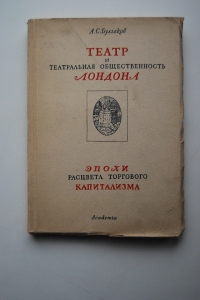 А.С.Булгаков
ТЕАТР
и
ТЕАТРАЛЬНАЯ ОБЩЕСТВЕННОСТЬ
ЛОНДОНА
ЭПОХИ
РАСЦВЕТА ТОРГОВОГО
КАПИТАЛИЗМА
Academia